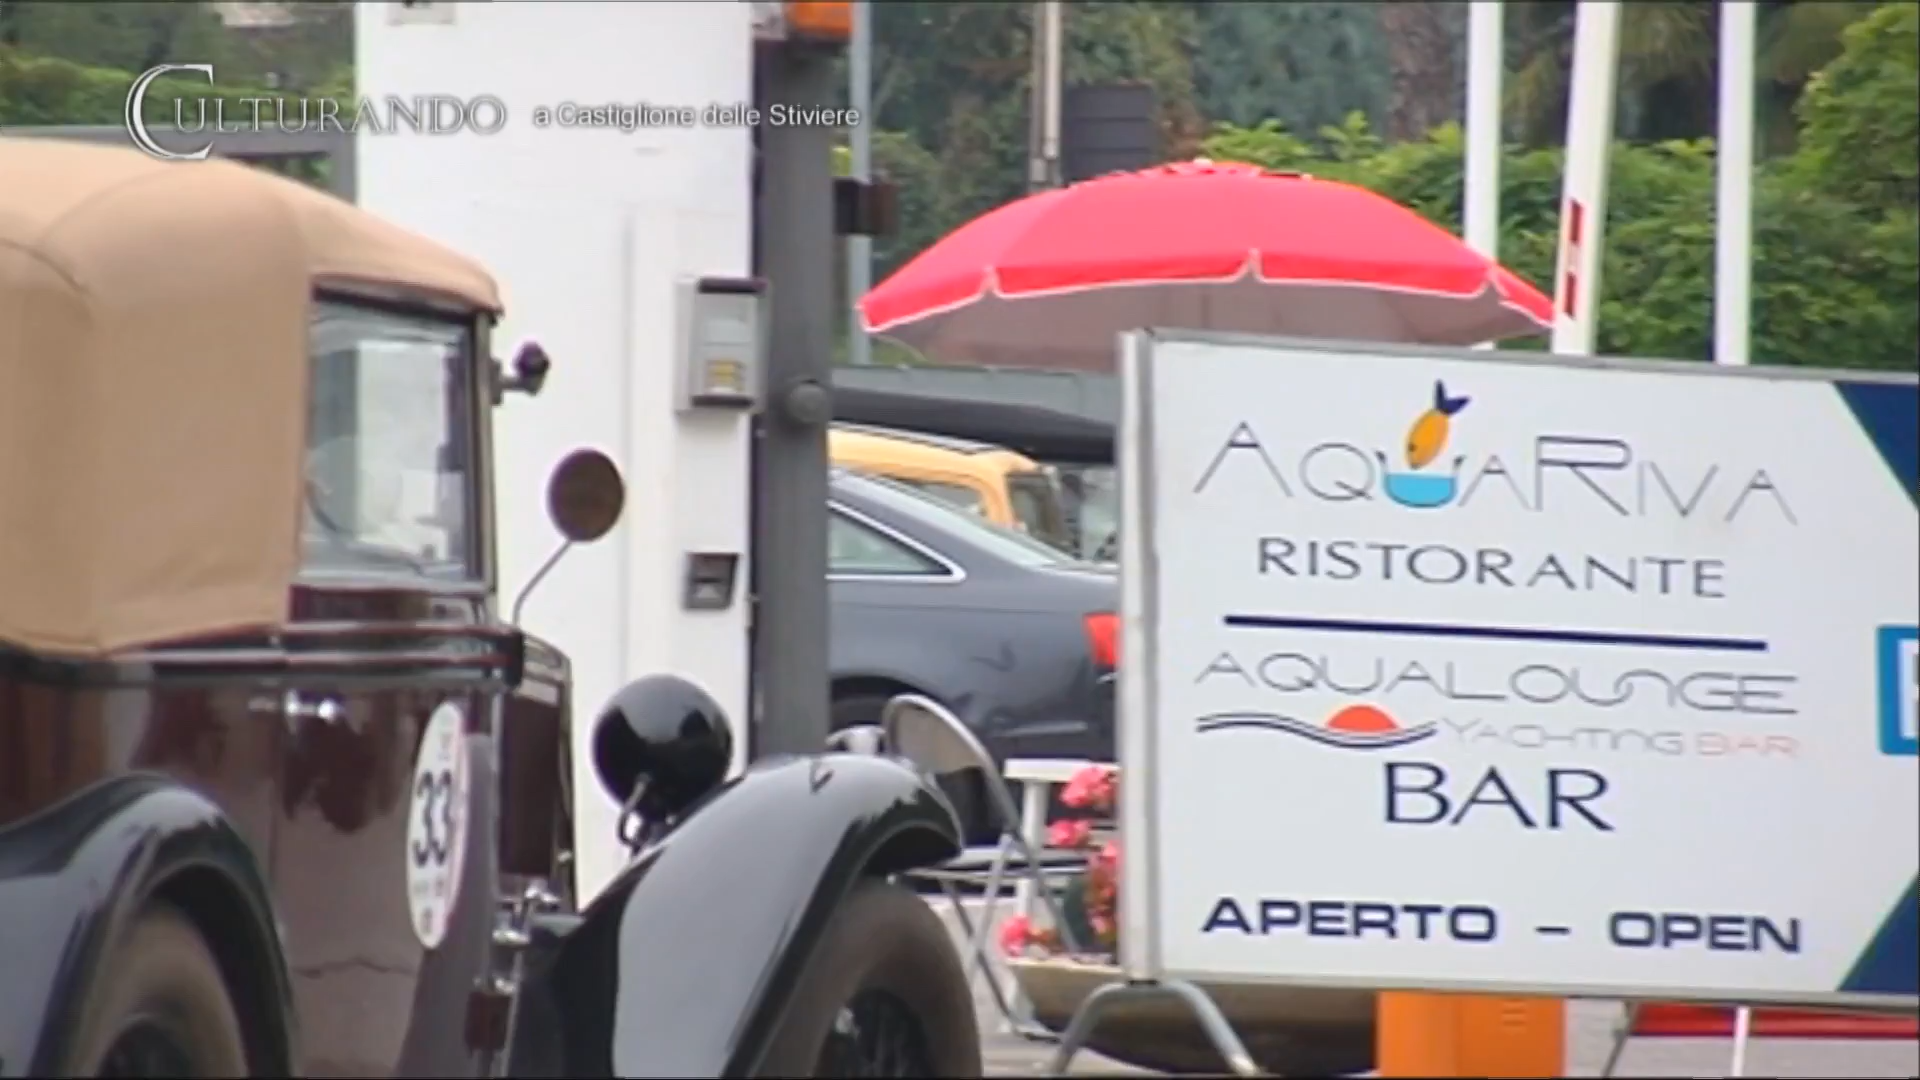 CULTURANDO a Castiglione delle Stiviere
AQUARIVA
RISTORANTE
AQUALOUNGE
YACHTING BAR
BAR
APERTO - OPEN
33